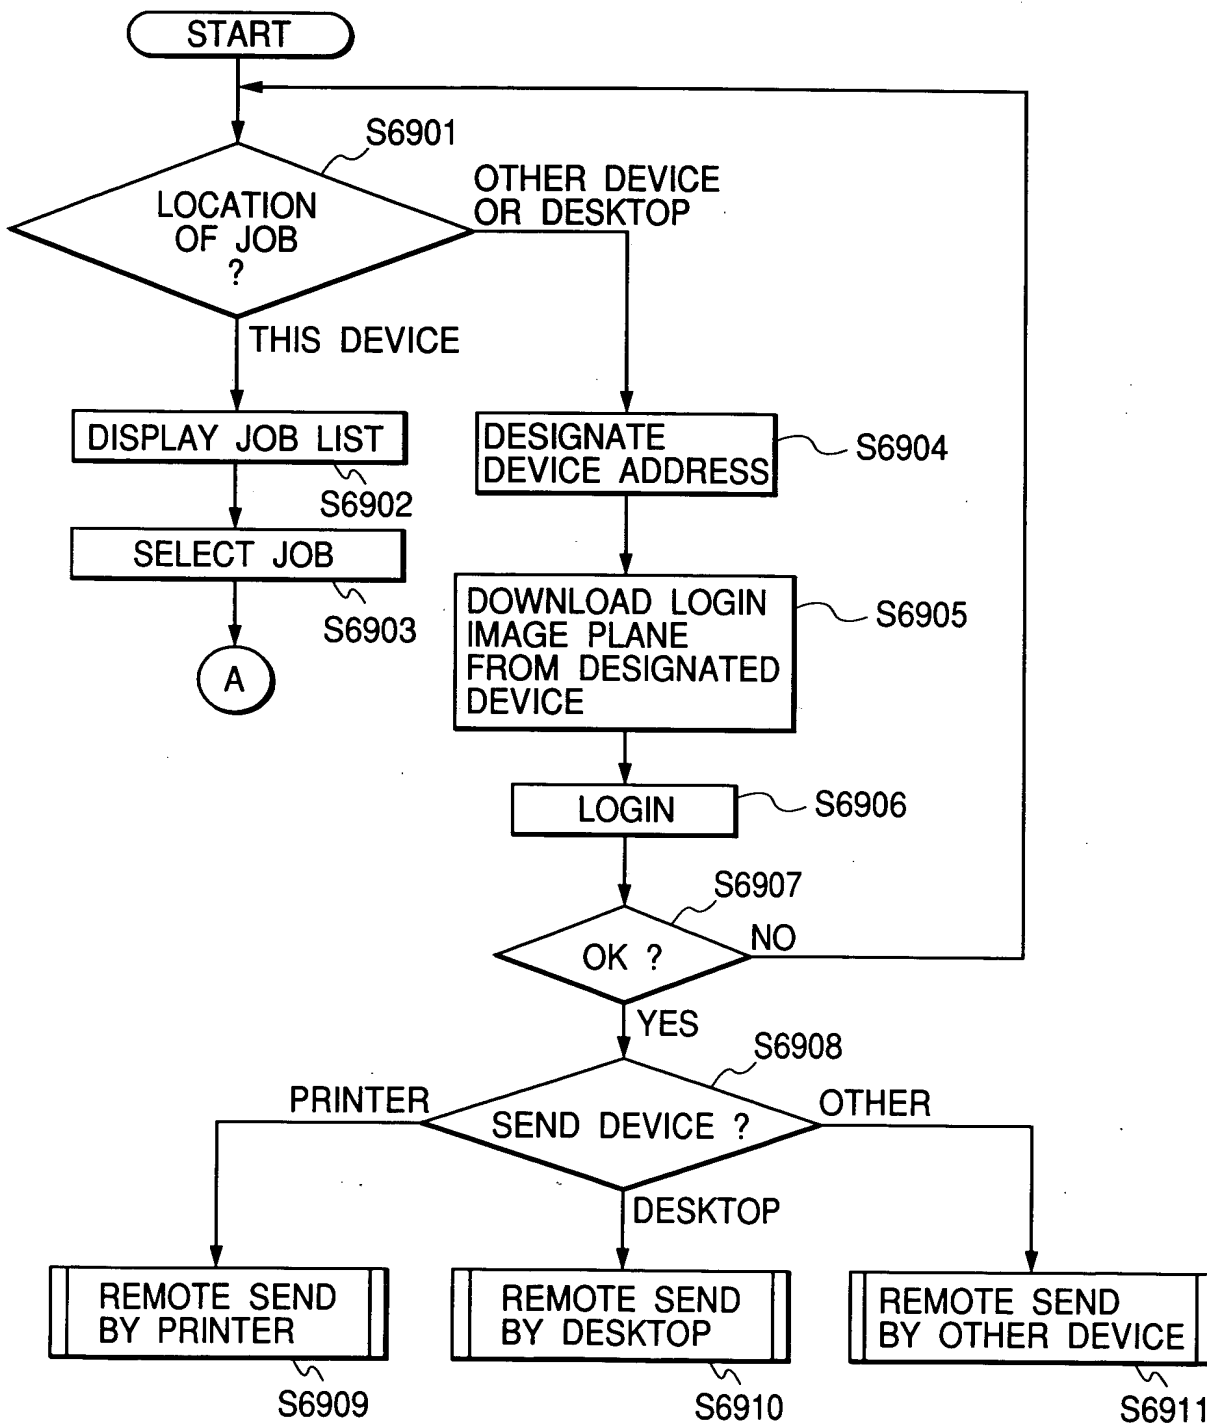 START
S6901
LOCATION
OF JOB
?
OTHER DEVICE
OR DESKTOP
THIS DEVICE
DISPLAY JOB LIST
S6902
SELECT JOB
S6903
A
DESIGNATE
DEVICE ADDRESS
S6904
DOWNLOAD LOGIN
IMAGE PLANE
FROM DESIGNATED
DEVICE
S6905
LOGIN
S6906
S6907
OK ?
NO
YES
S6908
PRINTER
SEND DEVICE ?
OTHER
DESKTOP
REMOTE SEND
BY PRINTER
S6909
REMOTE SEND
BY DESKTOP
S6910
REMOTE SEND
BY OTHER DEVICE
S6911